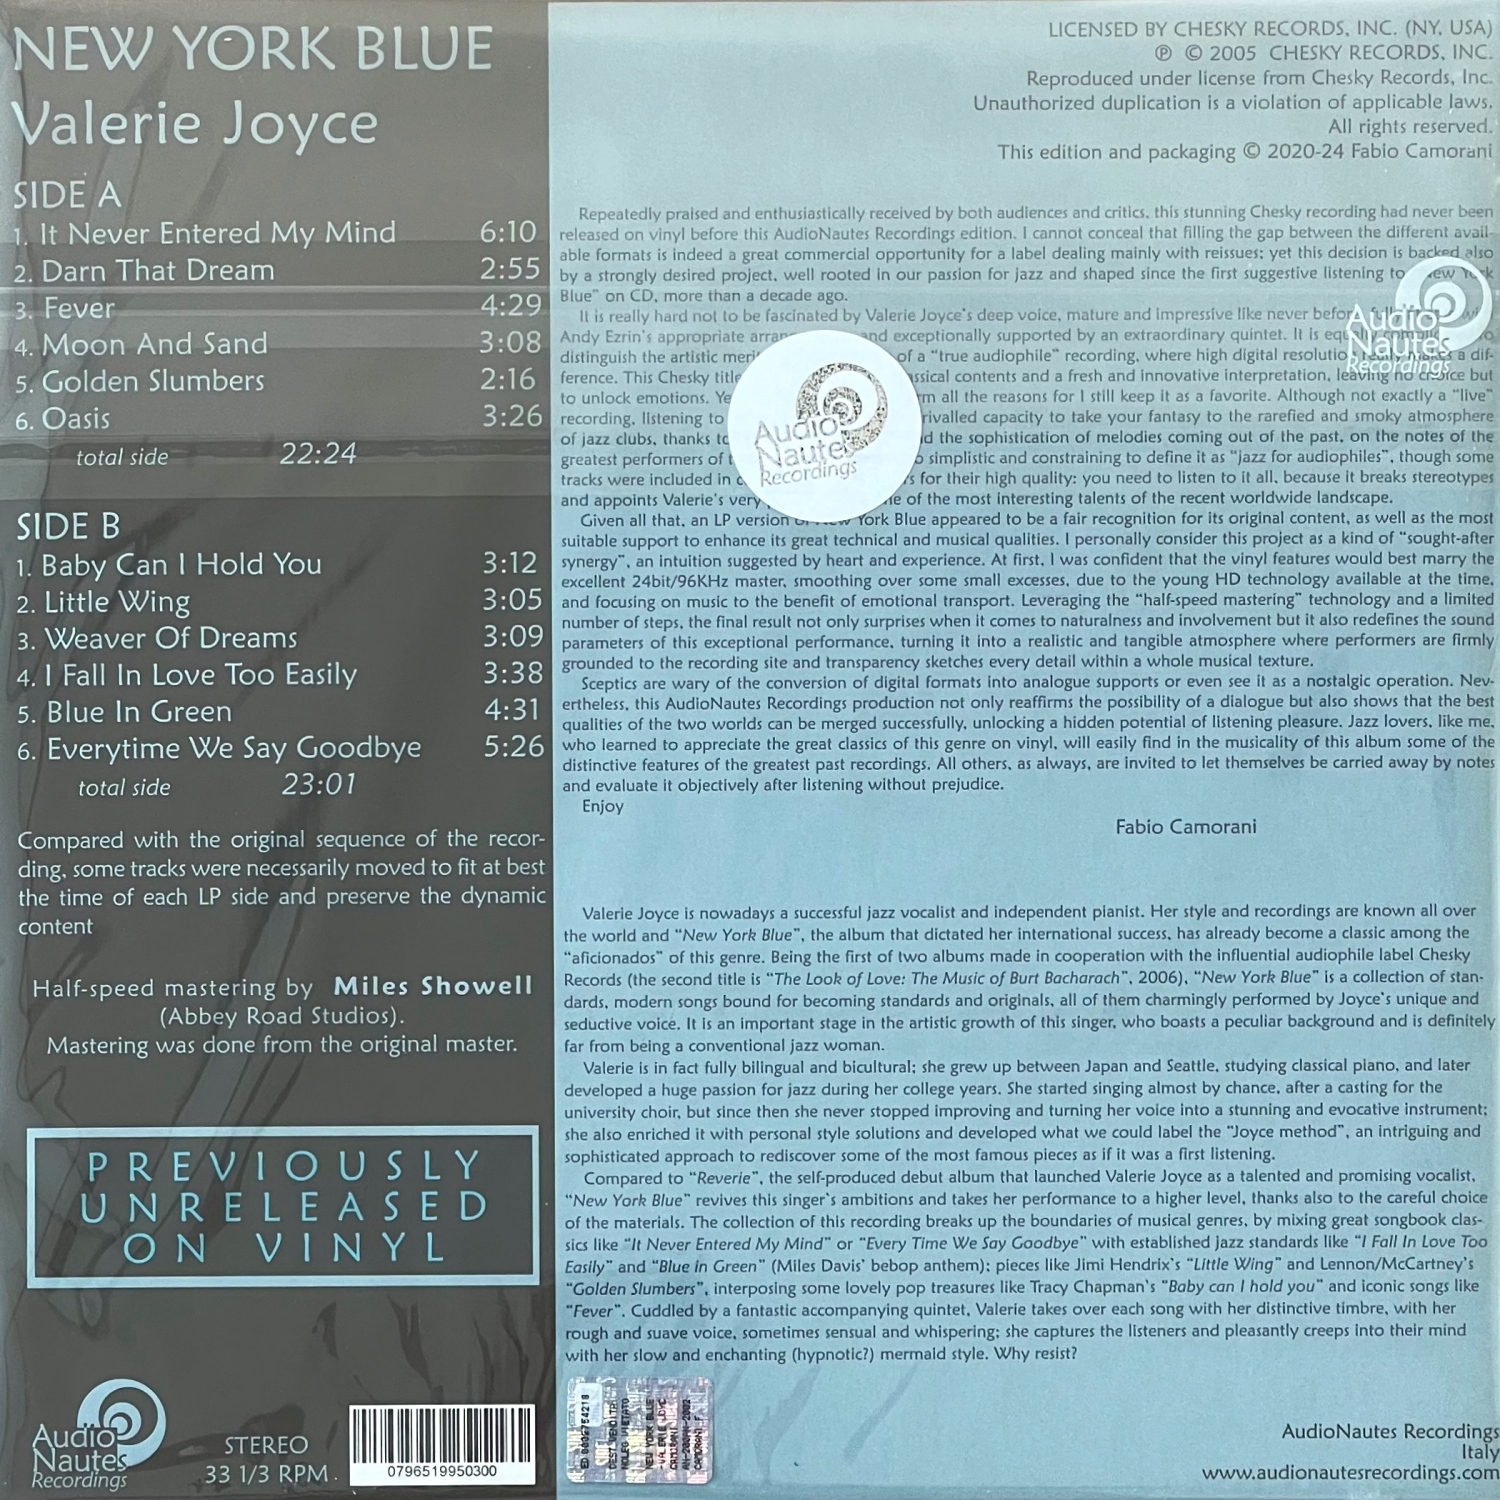 NEW YORK BLUE
Valerie Joyce
SIDE A
1. It Never Entered My Mind 6:10
2. Darn That Dream 2:55
3. Fever 4:29
4. Moon And Sand 3:08
5. Golden Slumbers 2:16
6. Oasis 3:26
total side 22:24
SIDE B
1. Baby Can I Hold You 3:12
2. Little Wing 3:05
3. Weaver Of Dreams 3:09
4. I Fall In Love Too Easily 3:38
5. Blue In Green 4:31
6. Everytime We Say Goodbye 5:26
total side 23:01
Compared with the original sequence of the recor-
ding, some tracks were necessarily moved to fit at best
the time of each LP side and preserve the dynamic
content
Half-speed mastering by Miles Showell
(Abbey Road Studios).
Mastering was done from the original master.
PREVIOUSLY
UNRELEASED
ON VINYL
Audio
Nautes
Recordings
STEREO
33 1/3 RPM
0796519950300
LICENSED BY CHESKY RECORDS, INC. (NY, USA)
℗ © 2005 CHESKY RECORDS, INC.
Reproduced under license from Chesky Records, Inc.
Unauthorized duplication is a violation of applicable laws.
All rights reserved.
This edition and packaging © 2020-24 Fabio Camorani
Repeatedly praised and enthusiastically received by both audiences and critics, this stunning Chesky recording had never been
released on vinyl before this AudioNautes Recordings edition. I cannot conceal that filling the gap between the different avail-
able formats is indeed a great commercial opportunity for a label dealing mainly with reissues; yet this decision is backed also
by a strongly desired project, well rooted in our passion for jazz and shaped since the first suggestive listening to "New York
Blue" on CD, more than a decade ago.
It is really hard not to be fascinated by Valerie Joyce's deep voice, mature and impressive like never before,
Andy Ezrin's appropriate and exceptionally supported by an extraordinary quintet. It is
distinguish the artistic of a "true audiophile" recording, where high digital resolution really makes a dif-
ference. This Chesky contents and a fresh and innovative interpretation, leaving no choice but
to unlock emotions. all the reasons for I still keep it as a favorite. Although not exactly a "live"
recording, listening to capacity to take your fantasy to the rarefied and smoky atmosphere
of jazz clubs, thanks the sophistication of melodies coming out of the past, on the notes of the
greatest performers of simplistic and constraining to define it as "jazz for audiophiles", though some
tracks were included in for their high quality: you need to listen to it all, because it breaks stereotypes
and appoints Valerie's very of the most interesting talents of the recent worldwide landscape.
Given all that, an LP version of New York Blue appeared to be a fair recognition for its original content, as well as the most
suitable support to enhance its great technical and musical qualities. I personally consider this project as a kind of "sought-after
synergy", an intuition suggested by heart and experience. At first, I was confident that the vinyl features would best marry the
excellent 24bit/96KHz master, smoothing over some small excesses, due to the young HD technology available at the time,
and focusing on music to the benefit of emotional transport. Leveraging the "half-speed mastering" technology and a limited
number of steps, the final result not only surprises when it comes to naturalness and involvement but it also redefines the sound
parameters of this exceptional performance, turning it into a realistic and tangible atmosphere where performers are firmly
grounded to the recording site and transparency sketches every detail within a whole musical texture.
Sceptics are wary of the conversion of digital formats into analogue supports or even see it as a nostalgic operation. Nev-
ertheless, this AudioNautes Recordings production not only reaffirms the possibility of a dialogue but also shows that the best
qualities of the two worlds can be merged successfully, unlocking a hidden potential of listening pleasure. Jazz lovers, like me,
who learned to appreciate the great classics of this genre on vinyl, will easily find in the musicality of this album some of the
distinctive features of the greatest past recordings. All others, as always, are invited to let themselves be carried away by notes
and evaluate it objectively after listening without prejudice.
Enjoy
Fabio Camorani
Audio
Nautes
Recordings
Audio
Nautes
Recordings
Valerie Joyce is nowadays a successful jazz vocalist and independent pianist. Her style and recordings are known all over
the world and "New York Blue", the album that dictated her international success, has already become a classic among the
"aficionados" of this genre. Being the first of two albums made in cooperation with the influential audiophile label Chesky
Records (the second title is "The Look of Love: The Music of Burt Bacharach", 2006), "New York Blue" is a collection of stan-
dards, modern songs bound for becoming standards and originals, all of them charmingly performed by Joyce's unique and
seductive voice. It is an important stage in the artistic growth of this singer, who boasts a peculiar background and is definitely
far from being a conventional jazz woman.
Valerie is in fact fully bilingual and bicultural; she grew up between Japan and Seattle, studying classical piano, and later
developed a huge passion for jazz during her college years. She started singing almost by chance, after a casting for the
university choir, but since then she never stopped improving and turning her voice into a stunning and evocative instrument;
she also enriched it with personal style solutions and developed what we could label the "Joyce method", an intriguing and
sophisticated approach to rediscover some of the most famous pieces as if it was a first listening.
Compared to "Reverie", the self-produced debut album that launched Valerie Joyce as a talented and promising vocalist,
"New York Blue" revives this singer's ambitions and takes her performance to a higher level, thanks also to the careful choice
of the materials. The collection of this recording breaks up the boundaries of musical genres, by mixing great songbook clas-
sics like "It Never Entered My Mind" or "Every Time We Say Goodbye" with established jazz standards like "I Fall In Love Too
Easily" and "Blue in Green" (Miles Davis' bebop anthem); pieces like Jimi Hendrix's "Little Wing" and Lennon/McCartney's
"Golden Slumbers", interposing some lovely pop treasures like Tracy Chapman's "Baby can I hold you" and iconic songs like
"Fever". Cuddled by a fantastic accompanying quintet, Valerie takes over each song with her distinctive timbre, with her
rough and suave voice, sometimes sensual and whispering; she captures the listeners and pleasantly creeps into their mind
with her slow and enchanting (hypnotic?) mermaid style. Why resist?
NOLEG VIETATO
NEW YORK BLUE
CAMORANI F
AudioNautes Recordings
Italy
www.audionautesrecordings.com